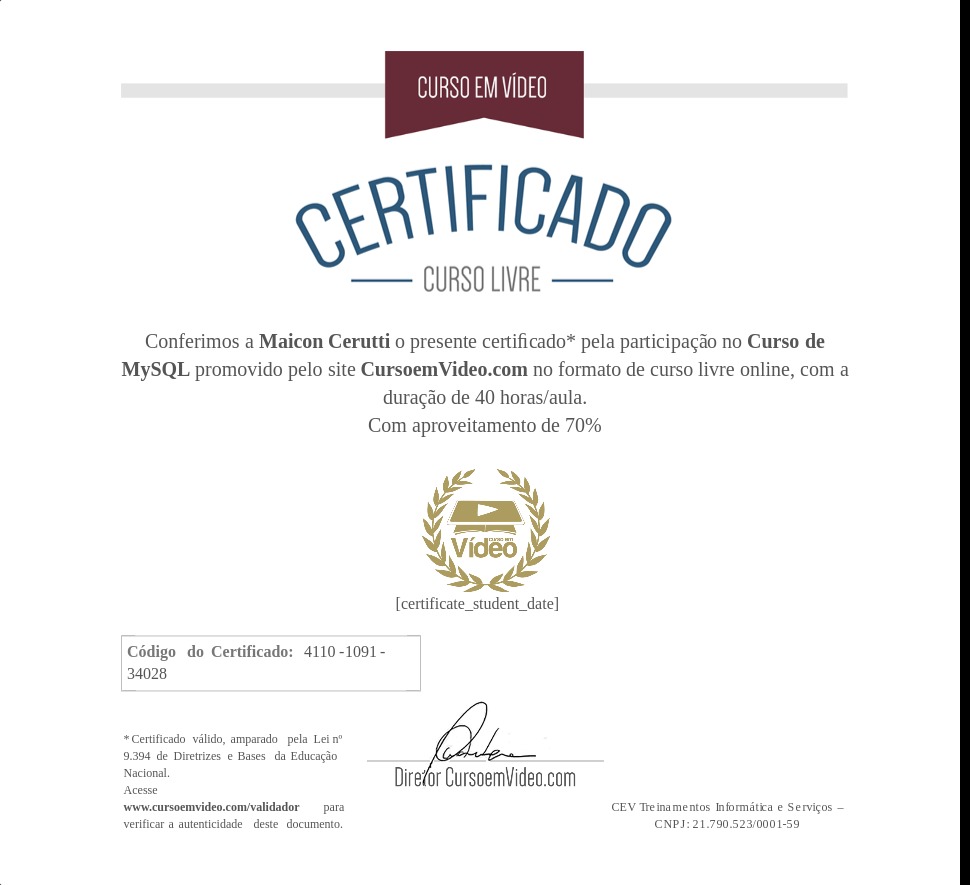 CURSO EM VÍDEO
CERTIFICADO
CURSO LIVRE
Conferimos a Maicon Cerutti o presente certificado* pela participação no Curso de
MySQL promovido pelo site CursoemVideo.com no formato de curso livre online, com a
duração de 40 horas/aula.
Com aproveitamento de 70%
curso em
Vídeo
[certificate_student_date]
Código do Certificado: 4110 -1091 -
34028
* Certificado válido, amparado pela Lei nº
9.394 de Diretrizes e Bases da Educação
Nacional.
Acesse
www.cursoemvideo.com/validador para
verificar a autenticidade deste documento.
Diretor CursoemVideo.com
CEV Treinamentos Informática e Serviços –
CNPJ: 21.790.523/0001-59